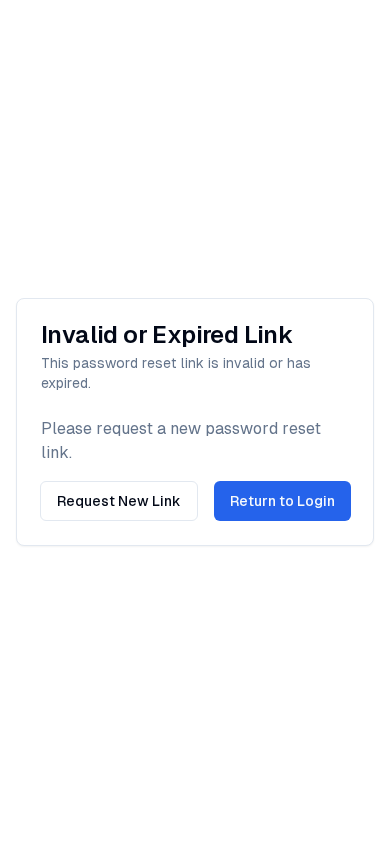 Invalid or Expired Link
This password reset link is invalid or has
expired.
Please request a new password reset
link.
Request New Link
Return to Login